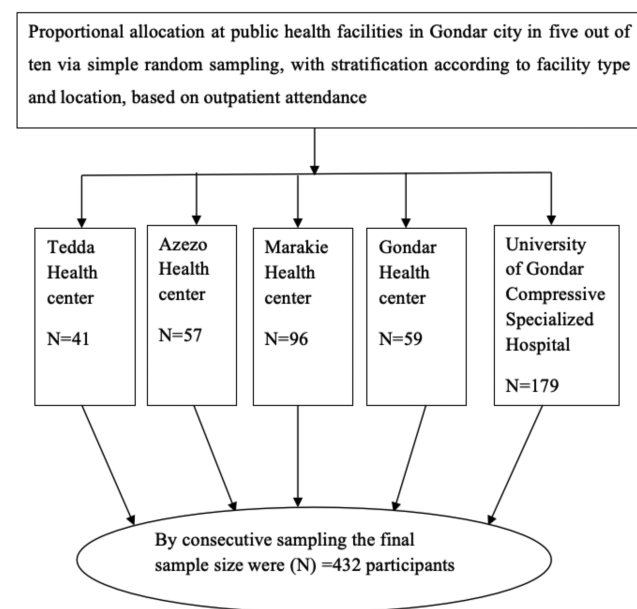 Proportional allocation at public health facilities in Gondar city in five out of
ten via simple random sampling, with stratification according to facility type
and location, based on outpatient attendance
Tedda
Health
center
N=41
Azezo
Health
center
N=57
Marakie
Health
center
N=96
Gondar
Health
center
N=59
University
of Gondar
Compressive
Specialized
Hospital
N=179
By consecutive sampling the final
sample size were (N) =432 participants